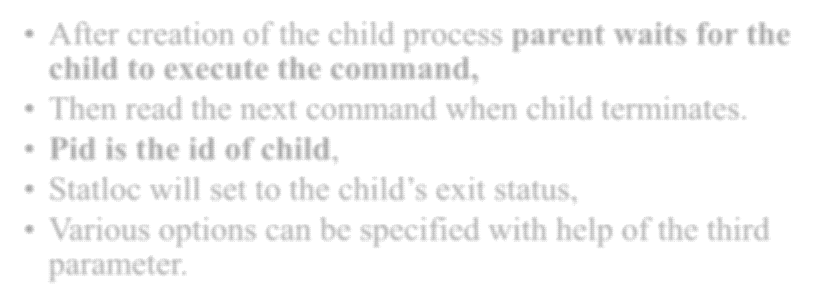 • After creation of the child process parent waits for the
child to execute the command,
• Then read the next command when child terminates.
• Pid is the id of child,
• Statloc will set to the child’s exit status,
• Various options can be specified with help of the third
parameter.